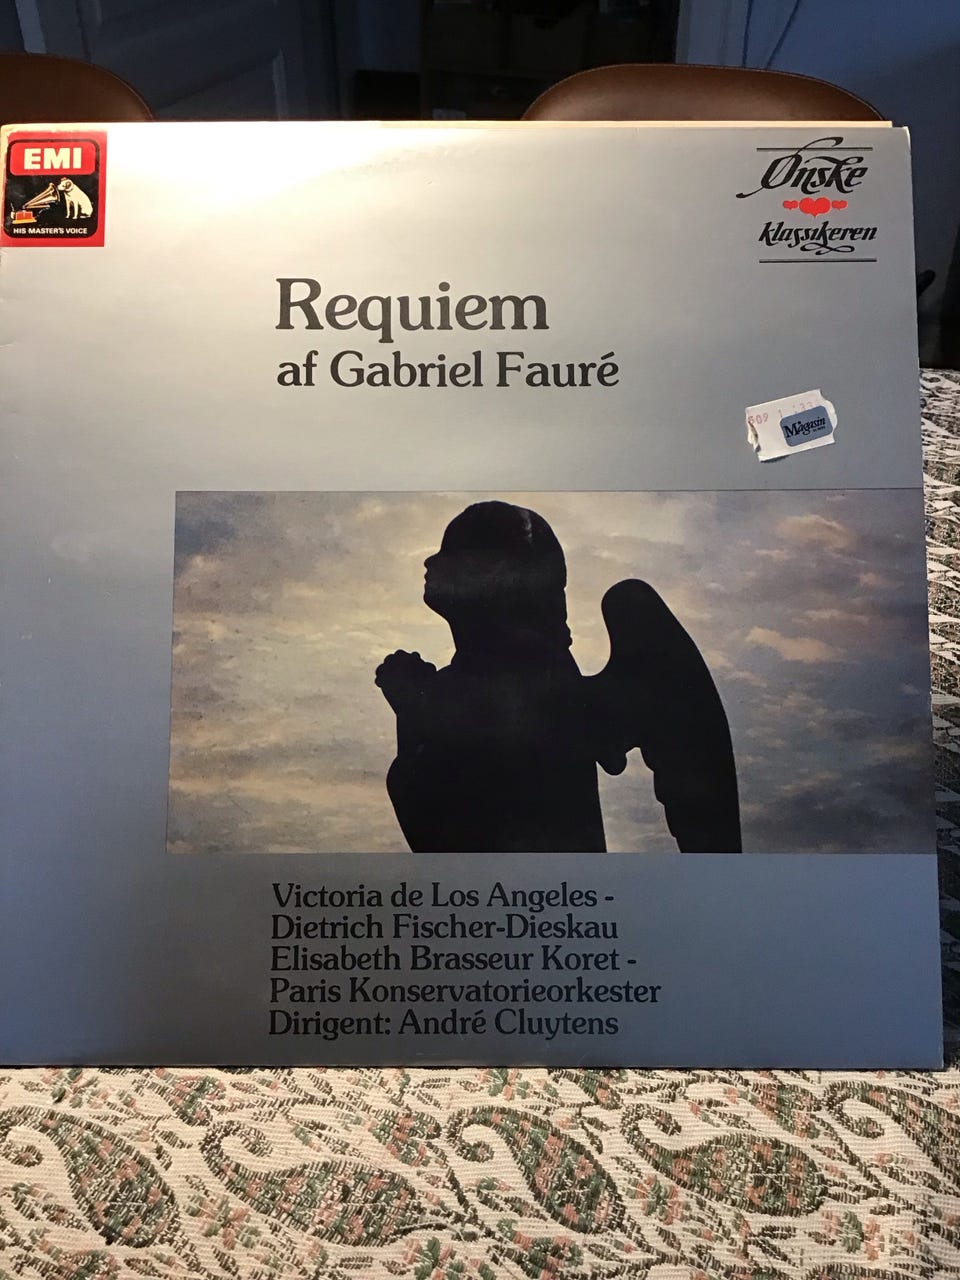 EMI
HIS MASTER'S VOICE
Ønske
klassikeren
Requiem
af Gabriel Fauré
Magasin
Victoria de Los Angeles -
Dietrich Fischer-Dieskau
Elisabeth Brasseur Koret -
Paris Konservatorieorkester
Dirigent: André Cluytens